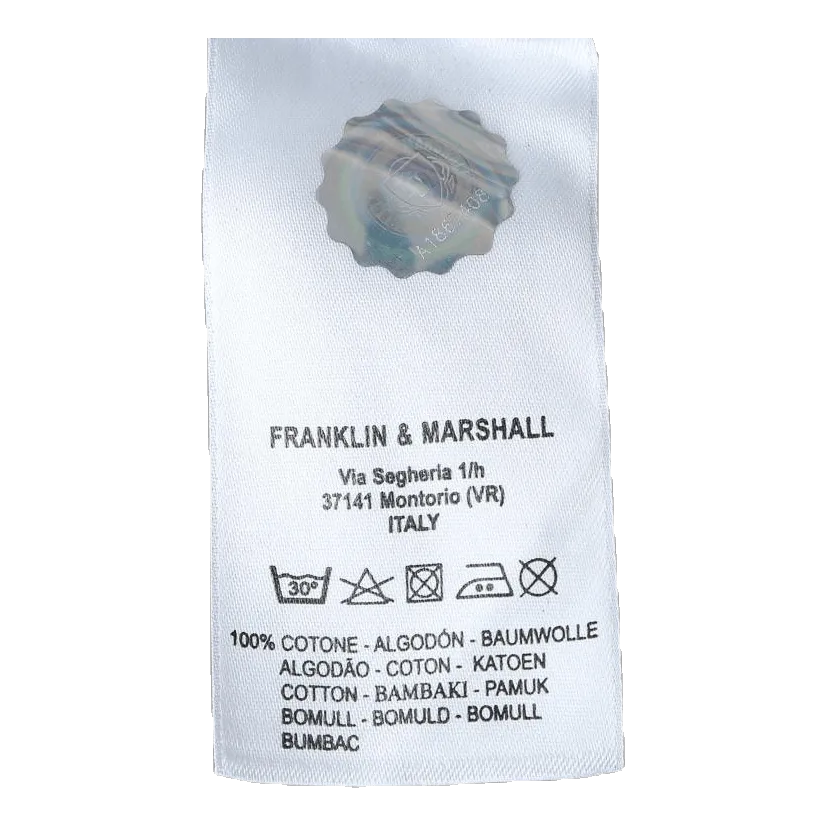 FRANKLIN & MARSHALL
Via Segheria 1/h
37141 Montorio (VR)
ITALY
30°
100% COTONE - ALGODÓN - BAUMWOLLE
ALGODÃO - COTON - KATOEN
COTTON - ΒΑΜΒΑΚΙ - PAMUK
BOMULL - BOMULD - BOMULL
BUMBAC